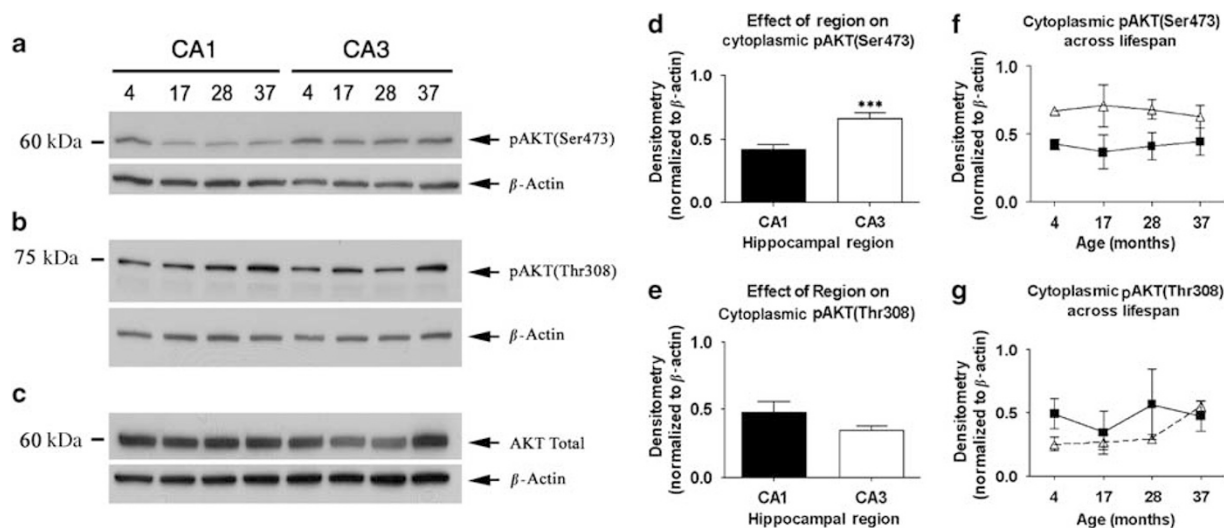 a
CA1 CA3
4 17 28 37 4 17 28 37
60 kDa
pAKT(Ser473)
β-Actin
b
75 kDa
pAKT(Thr308)
β-Actin
c
60 kDa
AKT Total
β-Actin
d
Effect of region on
cytoplasmic pAKT(Ser473)
Densitometry
(normalized to β-actin)
1.0
0.5
0.0
***
CA1 CA3
Hippocampal region
e
Effect of Region on
Cytoplasmic pAKT(Thr308)
Densitometry
(normalized to β-actin)
1.0
0.5
0.0
CA1 CA3
Hippocampal region
f
Cytoplasmic pAKT(Ser473)
across lifespan
Densitometry
(normalized to β-actin)
1.0
0.5
0.0
4 17 28 37
Age (months)
g
Cytoplasmic pAKT(Thr308)
across lifespan
Densitometry
(normalized to β-actin)
1.0
0.5
0.0
4 17 28 37
Age (months)